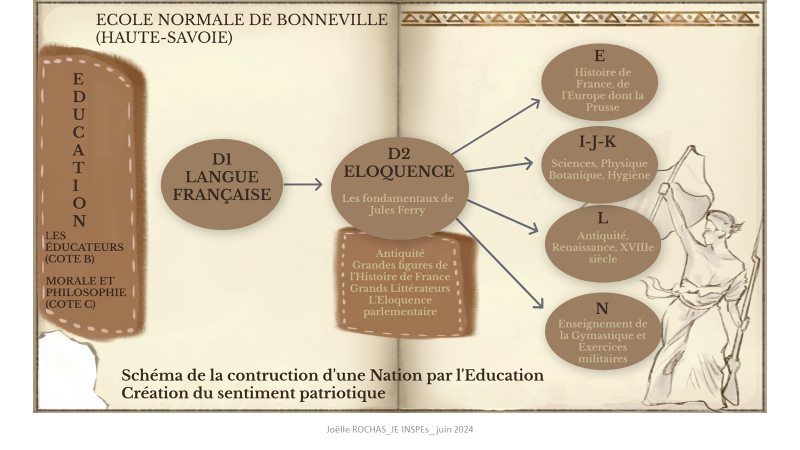 ECOLE NORMALE DE BONNEVILLE
(HAUTE-SAVOIE)
E
D
U
C
A
T
I
O
N
LES
ÉDUCATEURS
(COTE B)
MORALE ET
PHILOSOPHIE
(COTE C)
D1
LANGUE
FRANÇAISE
D2
ELOQUENCE
Les fondamentaux de
Jules Ferry
Antiquité
Grandes figures de
l'Histoire de France
Grands Littérateurs
L'Eloquence
parlementaire
E
Histoire de
France, de
l'Europe dont la
Prusse
I-J-K
Sciences, Physique
Botanique, Hygiène
L
Antiquité,
Renaissance, XVIIIe
siècle
N
Enseignement de
la Gymastique et
Exercices
militaires
Schéma de la contruction d'une Nation par l'Education
Création du sentiment patriotique
Joëlle ROCHAS_JE INSPEs_ juin 2024